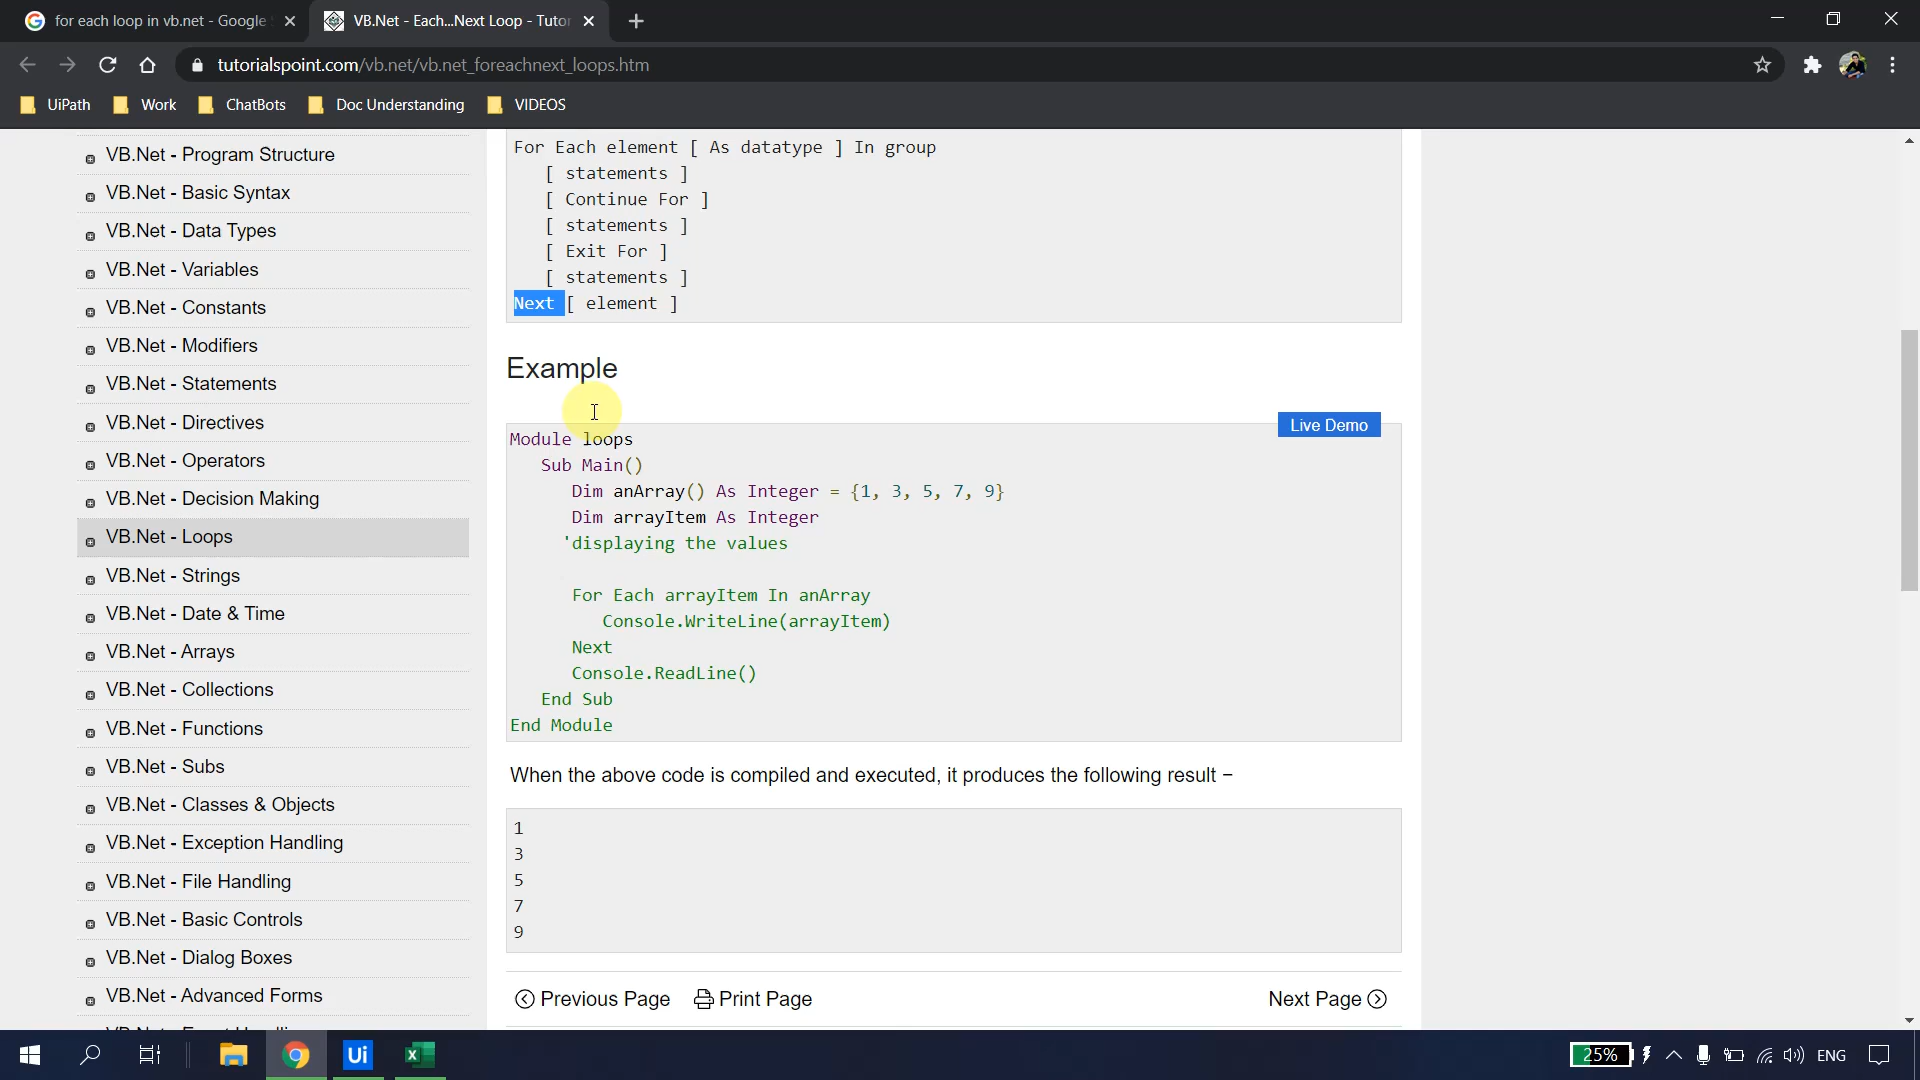 for each loop in vb.net - Google
VB.Net - Each...Next Loop - Tutor
tutorialspoint.com/vb.net/vb.net_foreachnext_loops.htm
UiPath
Work
ChatBots
Doc Understanding
VIDEOS
VB.Net - Program Structure
VB.Net - Basic Syntax
VB.Net - Data Types
VB.Net - Variables
VB.Net - Constants
VB.Net - Modifiers
VB.Net - Statements
VB.Net - Directives
VB.Net - Operators
VB.Net - Decision Making
VB.Net - Loops
VB.Net - Strings
VB.Net - Date & Time
VB.Net - Arrays
VB.Net - Collections
VB.Net - Functions
VB.Net - Subs
VB.Net - Classes & Objects
VB.Net - Exception Handling
VB.Net - File Handling
VB.Net - Basic Controls
VB.Net - Dialog Boxes
VB.Net - Advanced Forms
For Each element [ As datatype ] In group
[ statements ]
[ Continue For ]
[ statements ]
[ Exit For ]
[ statements ]
Next [ element ]
Example
Live Demo
Module loops
Sub Main()
Dim anArray() As Integer = {1, 3, 5, 7, 9}
Dim arrayItem As Integer
'displaying the values
For Each arrayItem In anArray
Console.WriteLine(arrayItem)
Next
Console.ReadLine()
End Sub
End Module
When the above code is compiled and executed, it produces the following result −
1
3
5
7
9
Previous Page
Print Page
Next Page
Ui
25%
ENG